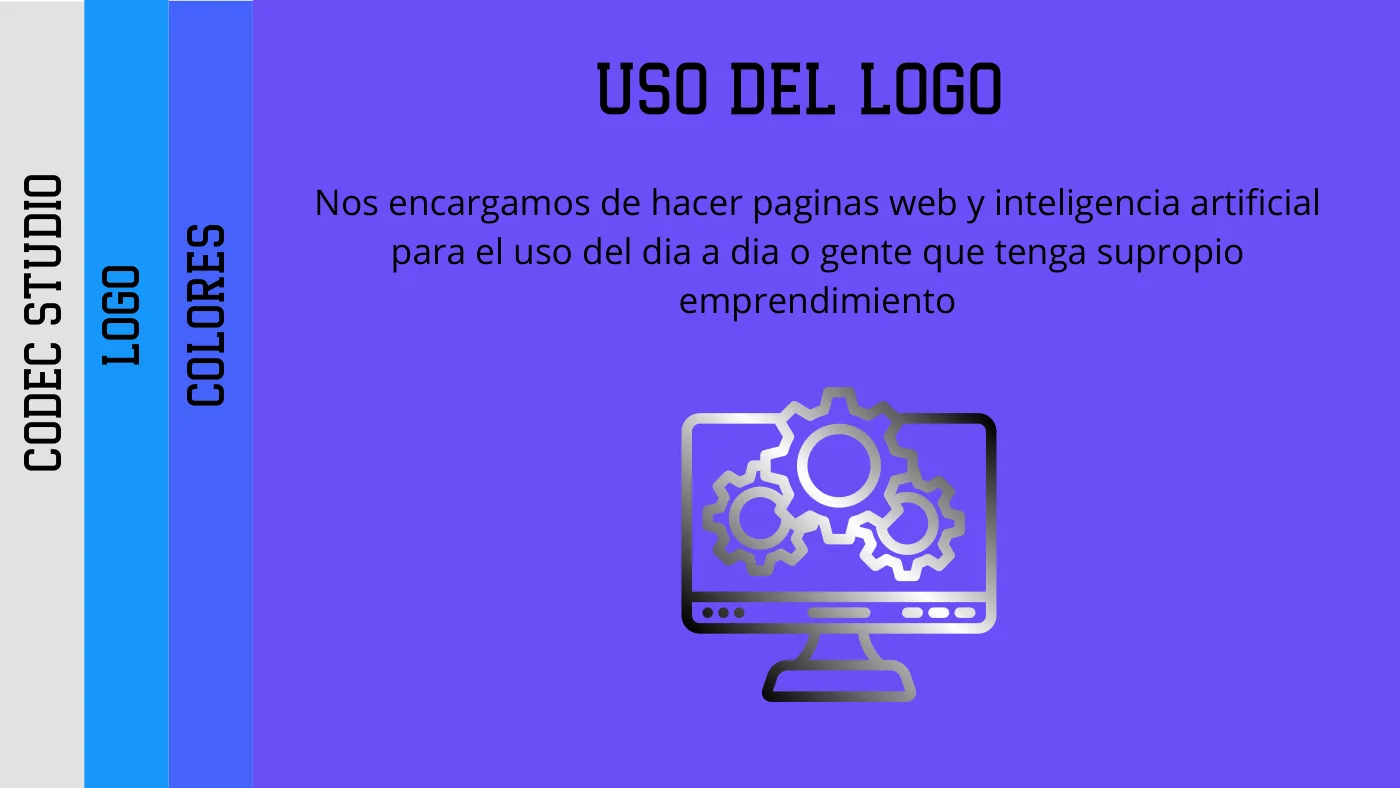 CODEC STUDIO
LOGO
COLORES
USO DEL LOGO
Nos encargamos de hacer paginas web y inteligencia artificial
para el uso del dia a dia o gente que tenga supropio
emprendimiento